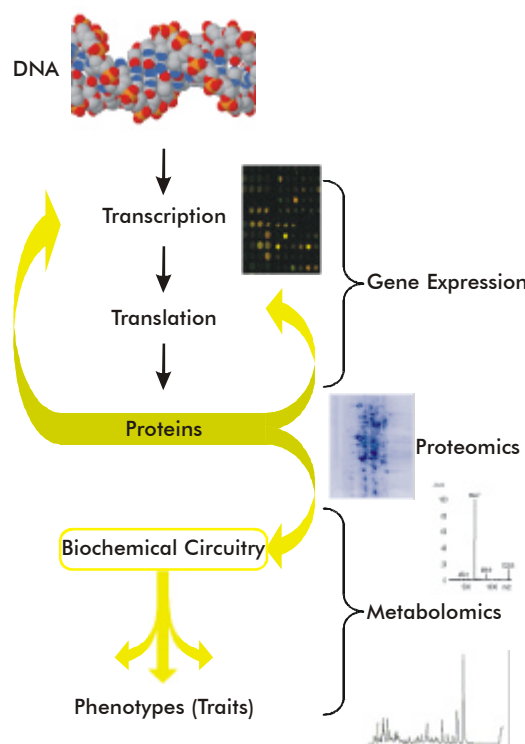 DNA
Transcription
Gene Expression
Translation
Proteins
Proteomics
Biochemical Circuitry
Metabolomics
Phenotypes (Traits)